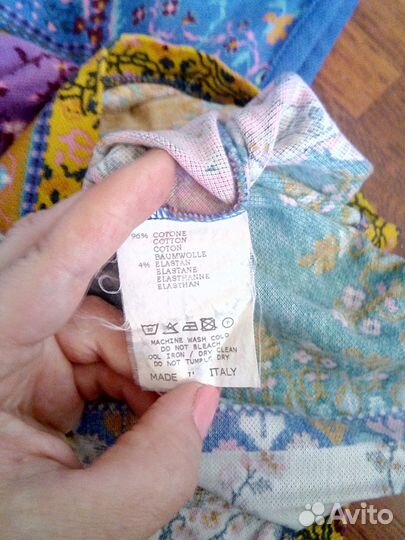 96% COTONE
COTTON
COTON
BAUMWOLLE
4% ELASTAN
ELASTANE
ELASTHANNE
ELASTHAN
MACHINE WASH COLD
DO NOT BLEACH
OOL IRON / DRY CLEAN
DO NOT TUMBLE DRY
MADE I' ITALY
Avito